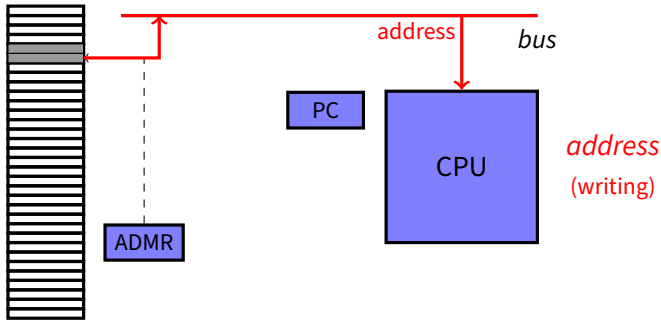 address
bus
PC
CPU
address
(writing)
ADMR